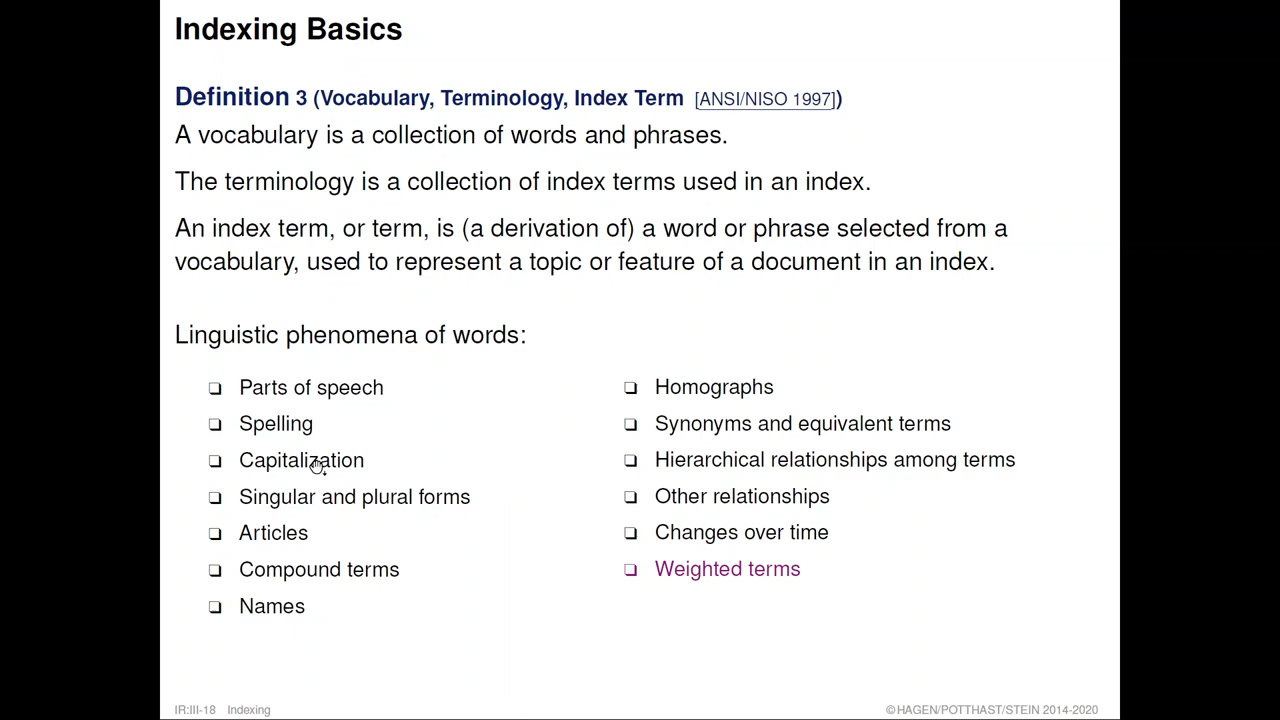 Indexing Basics
Definition 3 (Vocabulary, Terminology, Index Term [ANSI/NISO 1997])
A vocabulary is a collection of words and phrases.
The terminology is a collection of index terms used in an index.
An index term, or term, is (a derivation of) a word or phrase selected from a
vocabulary, used to represent a topic or feature of a document in an index.
Linguistic phenomena of words:
❏ Parts of speech
❏ Spelling
❏ Capitalization
❏ Singular and plural forms
❏ Articles
❏ Compound terms
❏ Names
❏ Homographs
❏ Synonyms and equivalent terms
❏ Hierarchical relationships among terms
❏ Other relationships
❏ Changes over time
❏ Weighted terms
IR:III-18 Indexing
©HAGEN/POTTHAST/STEIN 2014-2020